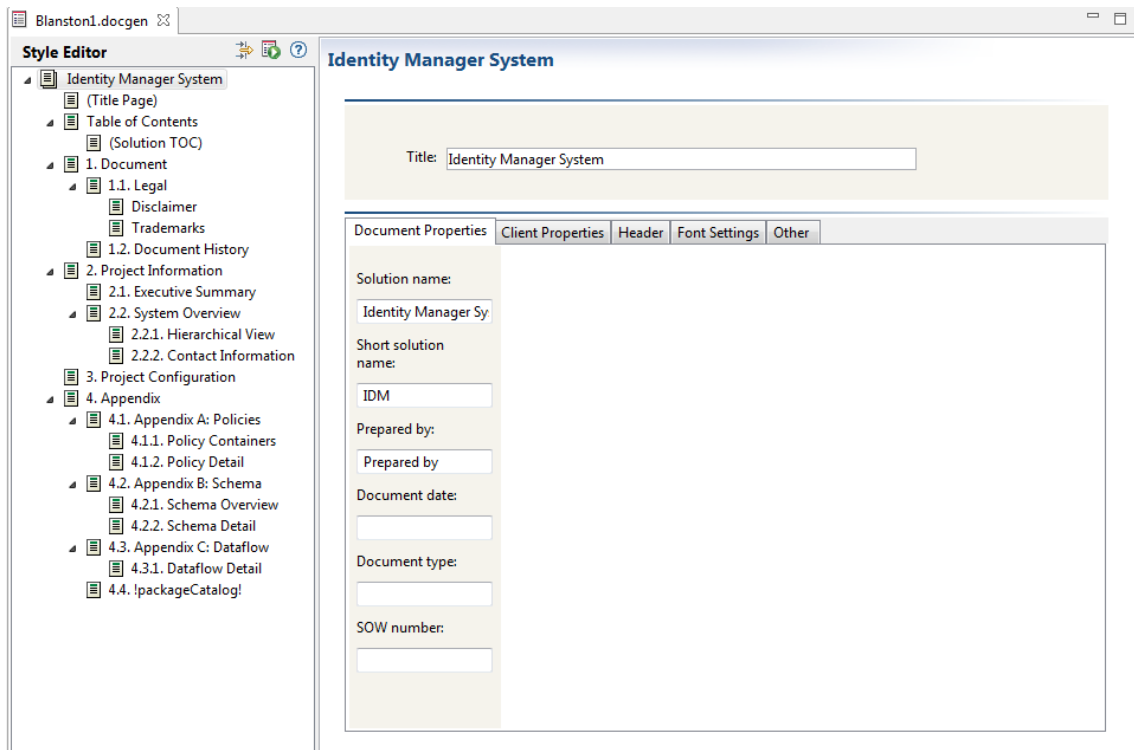 Blanston1.docgen
Style Editor
Identity Manager System
(Title Page)
Table of Contents
(Solution TOC)
1. Document
1.1. Legal
Disclaimer
Trademarks
1.2. Document History
2. Project Information
2.1. Executive Summary
2.2. System Overview
2.2.1. Hierarchical View
2.2.2. Contact Information
3. Project Configuration
4. Appendix
4.1. Appendix A: Policies
4.1.1. Policy Containers
4.1.2. Policy Detail
4.2. Appendix B: Schema
4.2.1. Schema Overview
4.2.2. Schema Detail
4.3. Appendix C: Dataflow
4.3.1. Dataflow Detail
4.4. !packageCatalog!
Identity Manager System
Title: Identity Manager System
Document Properties Client Properties Header Font Settings Other
Solution name:
Identity Manager Sy
Short solution
name:
IDM
Prepared by:
Prepared by
Document date:
Document type:
SOW number: